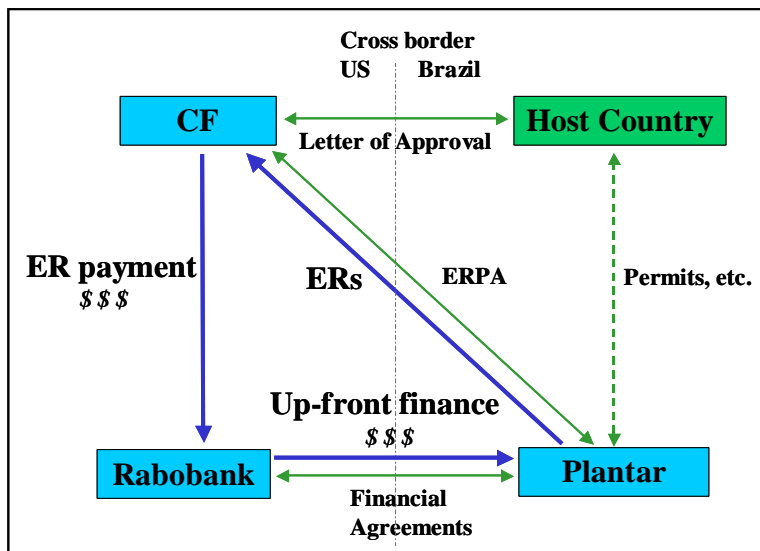 Cross border
US Brazil
CF
Host Country
Letter of Approval
ER payment
$ $ $
ERs
ERPA
Permits, etc.
Up-front finance
$ $ $
Rabobank
Plantar
Financial
Agreements